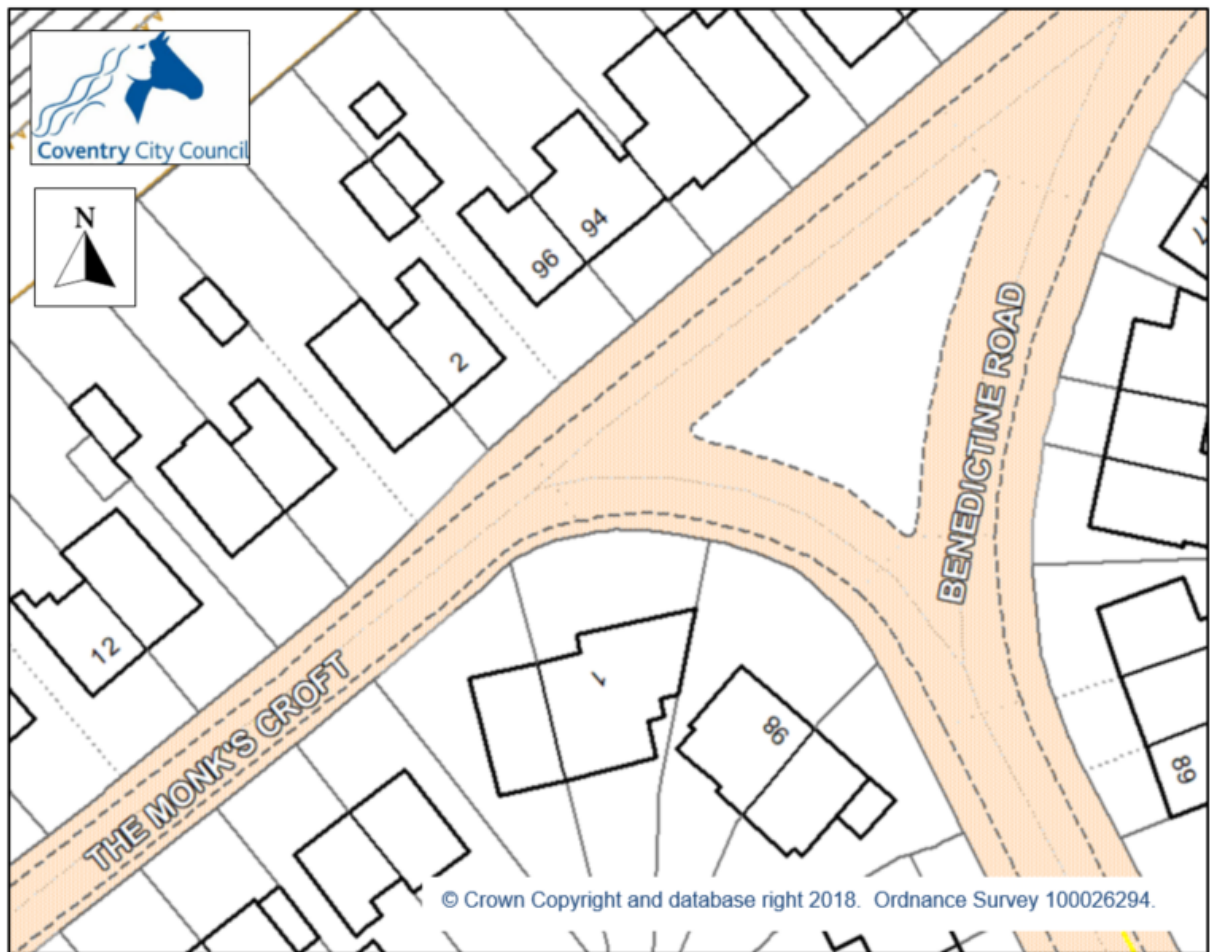 Coventry City Council
N
94
96
2
BENEDICTINE ROAD
12
1
THE MONK'S CROFT
98
89
© Crown Copyright and database right 2018. Ordnance Survey 100026294.